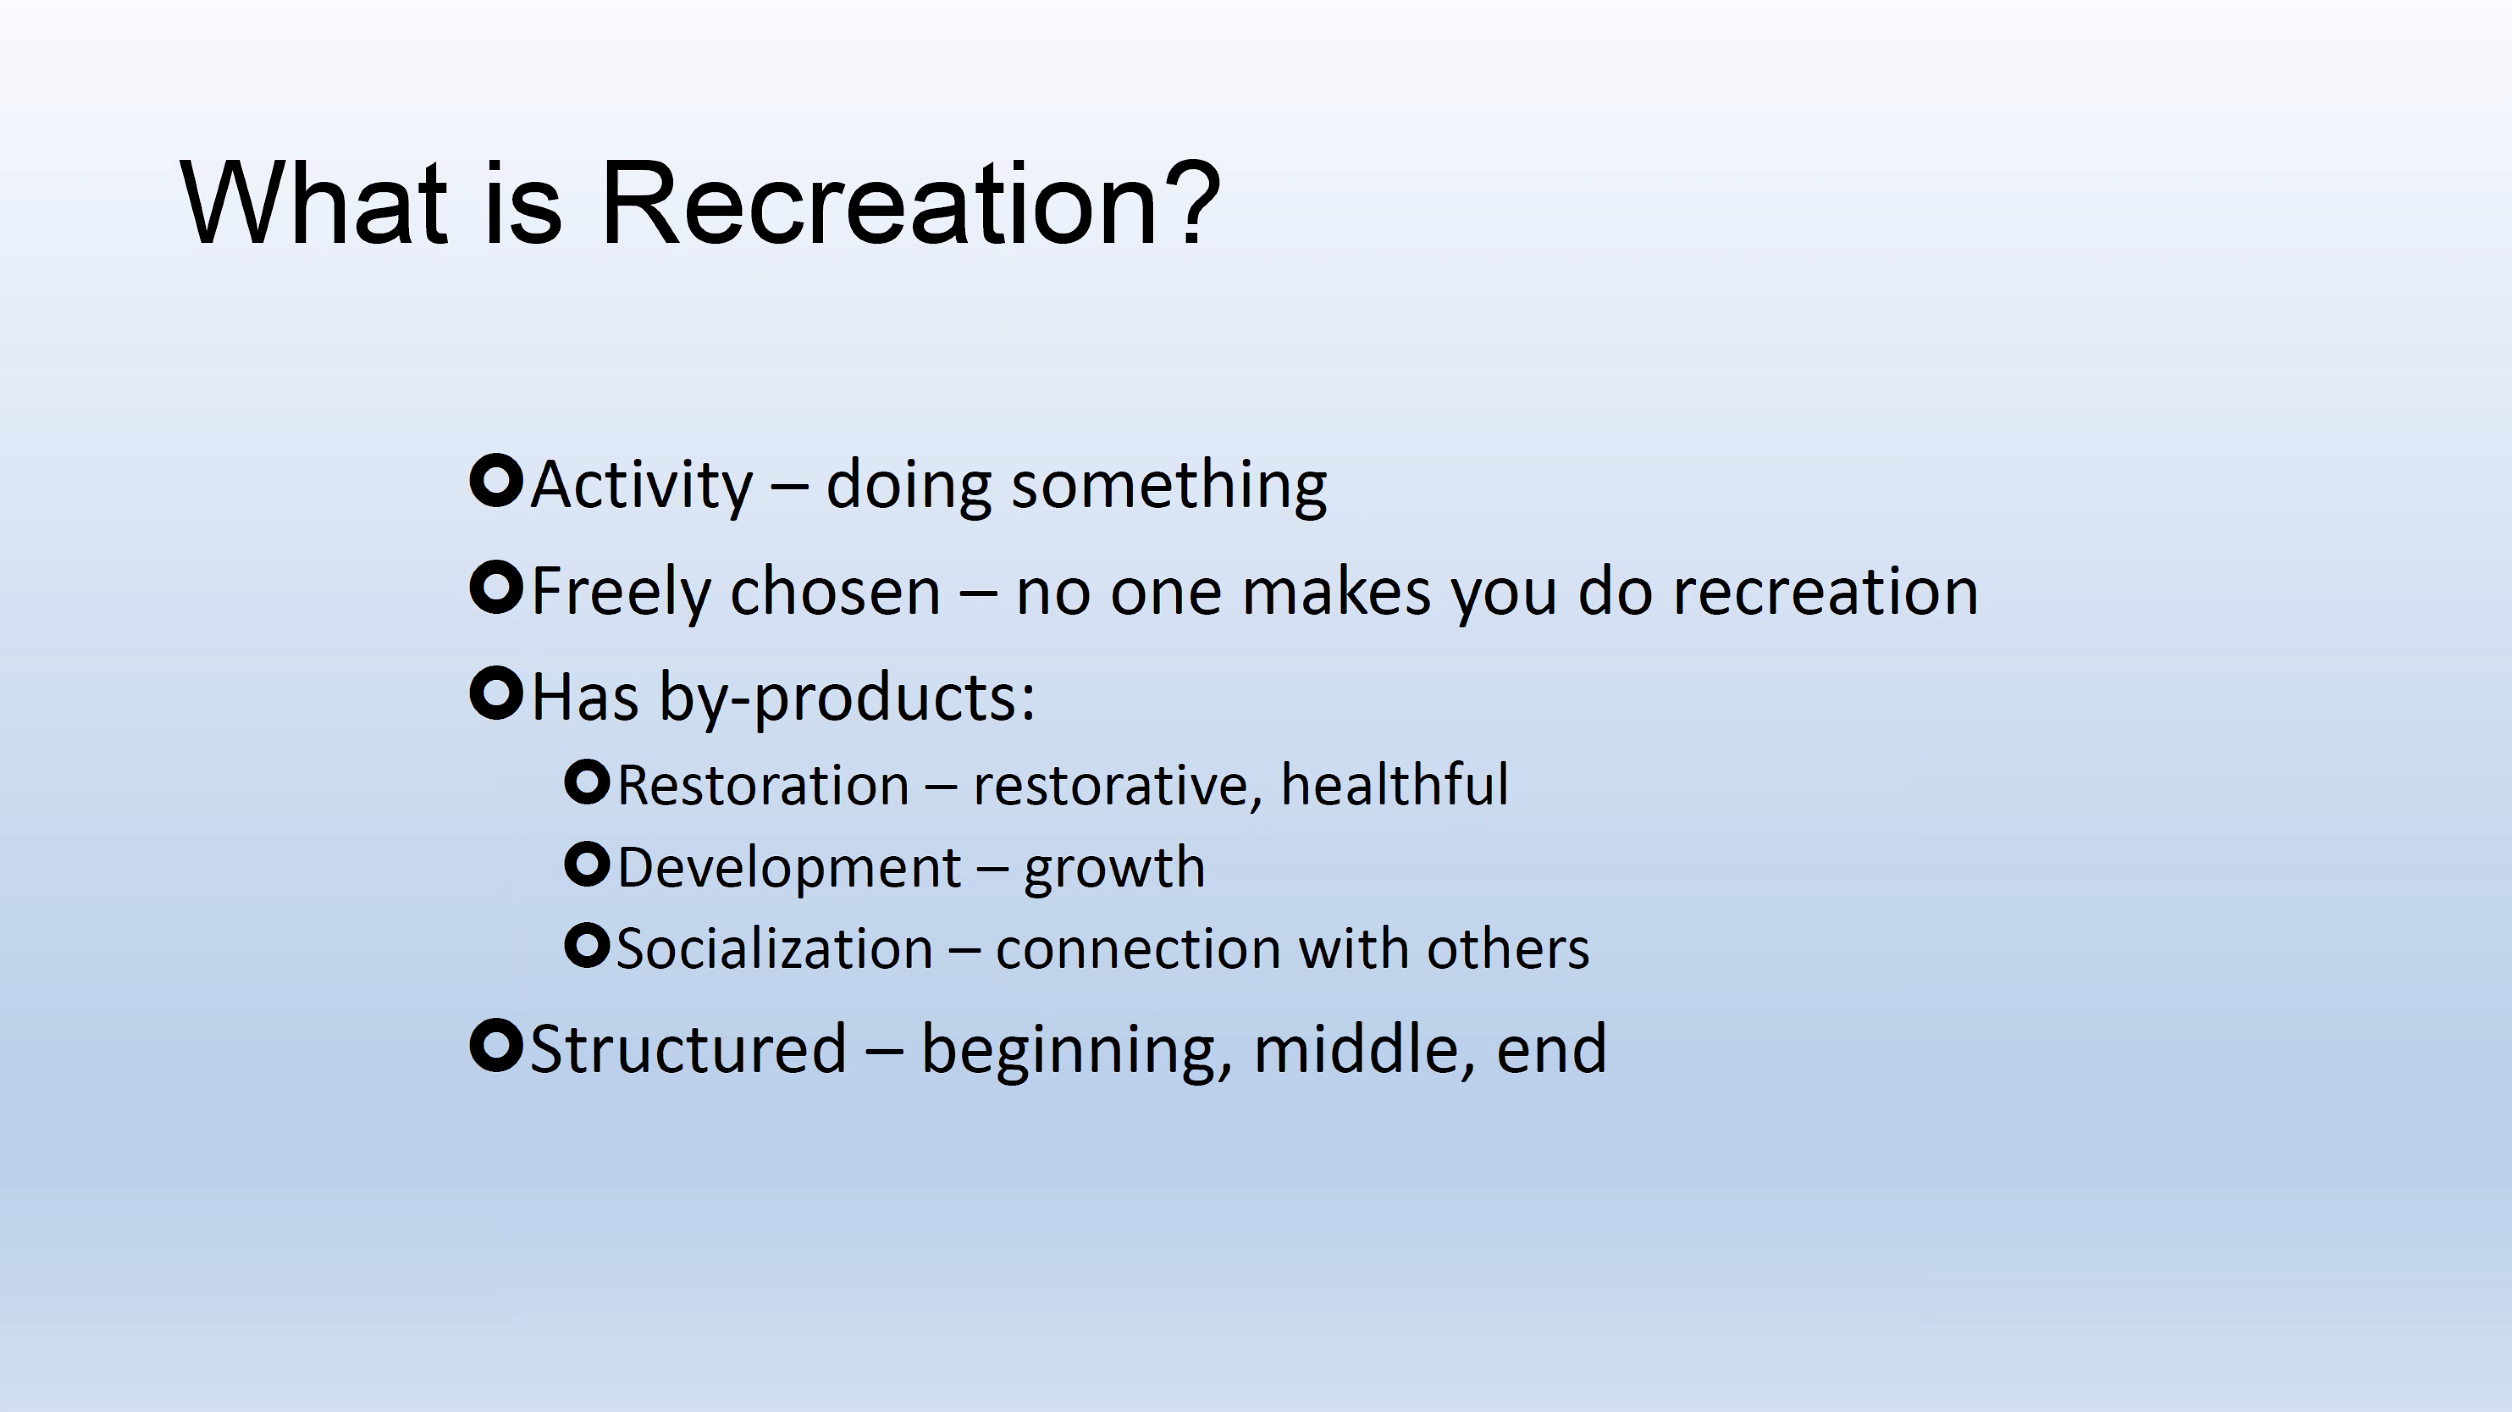 What is Recreation?
Activity – doing something
Freely chosen – no one makes you do recreation
Has by-products:
Restoration – restorative, healthful
Development – growth
Socialization – connection with others
Structured – beginning, middle, end